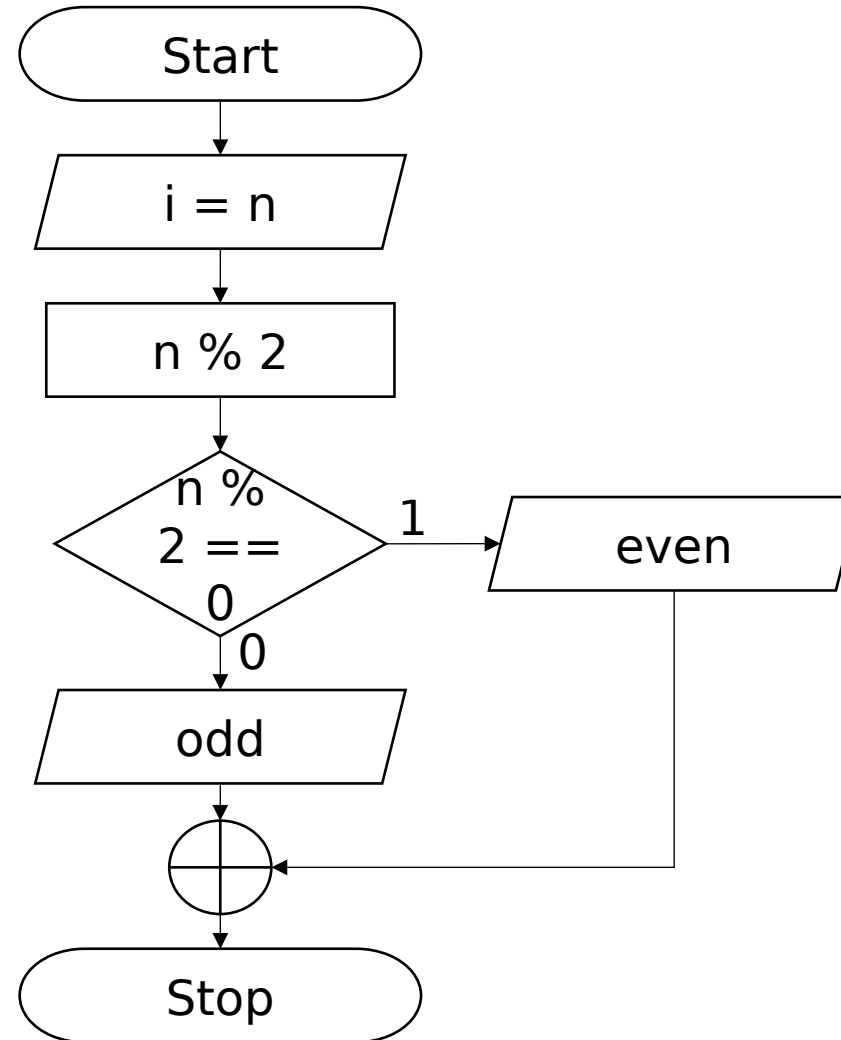 Start
i = n
n % 2
n %
2 ==
0
1
even
0
odd
Stop